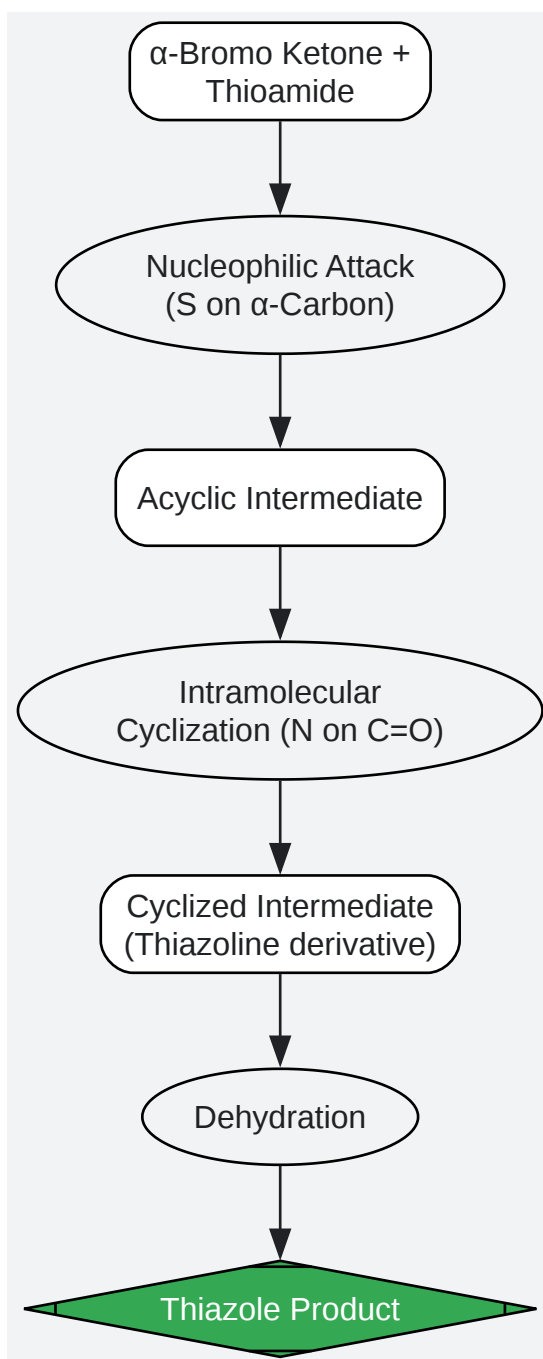 α-Bromo Ketone +
Thioamide
Nucleophilic Attack
(S on α-Carbon)
Acyclic Intermediate
Intramolecular
Cyclization (N on C=O)
Cyclized Intermediate
(Thiazoline derivative)
Dehydration
Thiazole Product